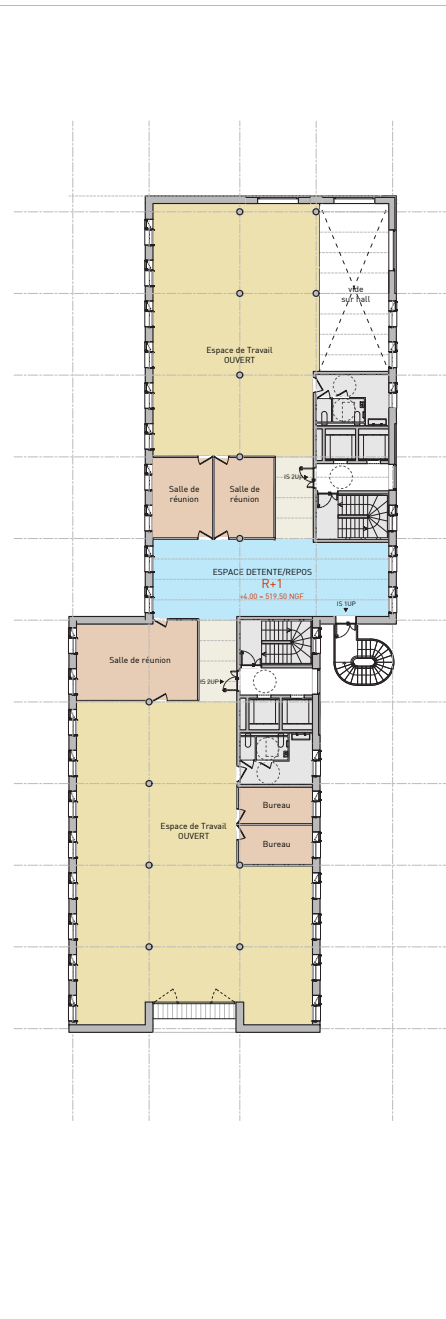 vide
sur hall
Espace de Travail
OUVERT
Salle de
réunion
Salle de
réunion
IS 2UP
ESPACE DETENTE/REPOS
R+1
+4.00 = 519.50 NGF
IS 1UP
Salle de réunion
IS 2UP
Bureau
Espace de Travail
OUVERT
Bureau